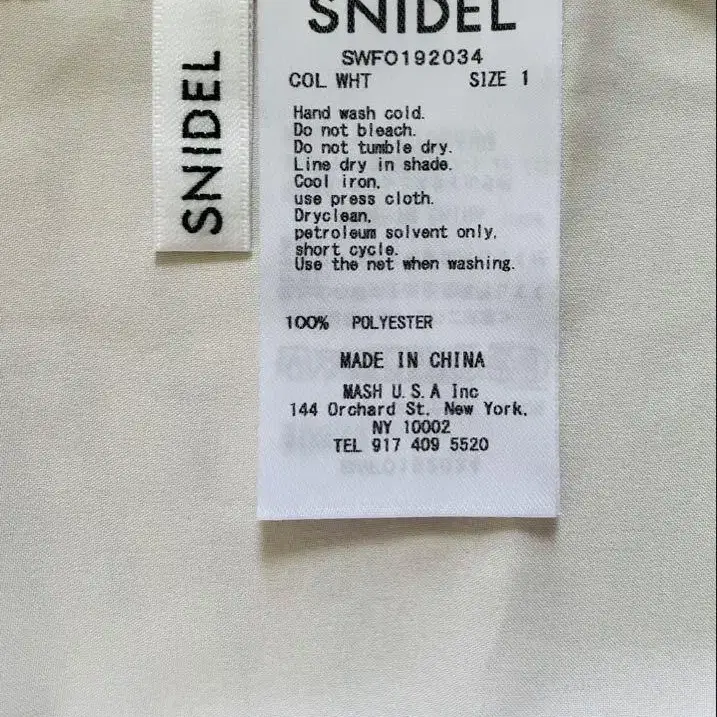 SNIDEL
SNIDEL
SWFO192034
COL WHT SIZE 1
Hand wash cold.
Do not bleach.
Do not tumble dry.
Line dry in shade.
Cool iron,
use press cloth.
Dryclean,
petroleum solvent only,
short cycle.
Use the net when washing.
100% POLYESTER
MADE IN CHINA
MASH U.S.A Inc
144 Orchard St. New York,
NY 10002
TEL 917 409 5520